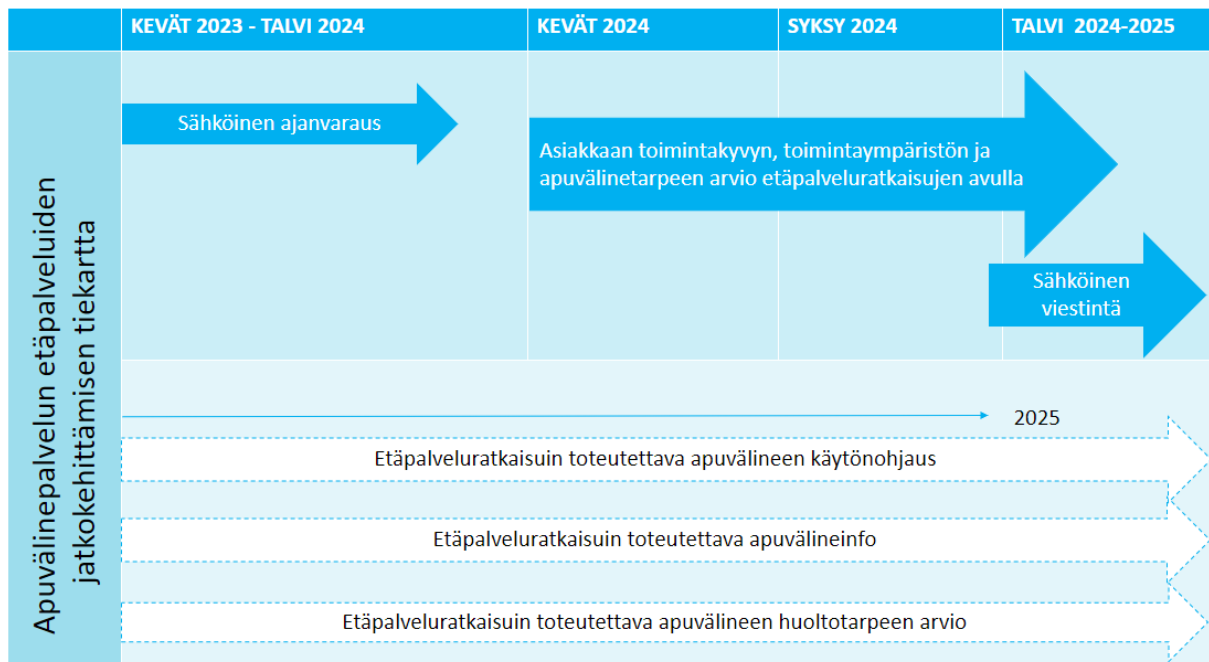 KEVÄT 2023 - TALVI 2024
KEVÄT 2024
SYKSY 2024
TALVI 2024-2025
Apuvälinepalvelun etäpalveluiden
jatkokehittämisen tiekartta
Sähköinen ajanvaraus
Asiakkaan toimintakyvyn, toimintaympäristön ja
apuvälinetarpeen arvio etäpalveluratkaisujen avulla
Sähköinen
viestintä
2025
Etäpalveluratkaisuin toteutettava apuvälineen käytönohjaus
Etäpalveluratkaisuin toteutettava apuvälineinfo
Etäpalveluratkaisuin toteutettava apuvälineen huoltotarpeen arvio